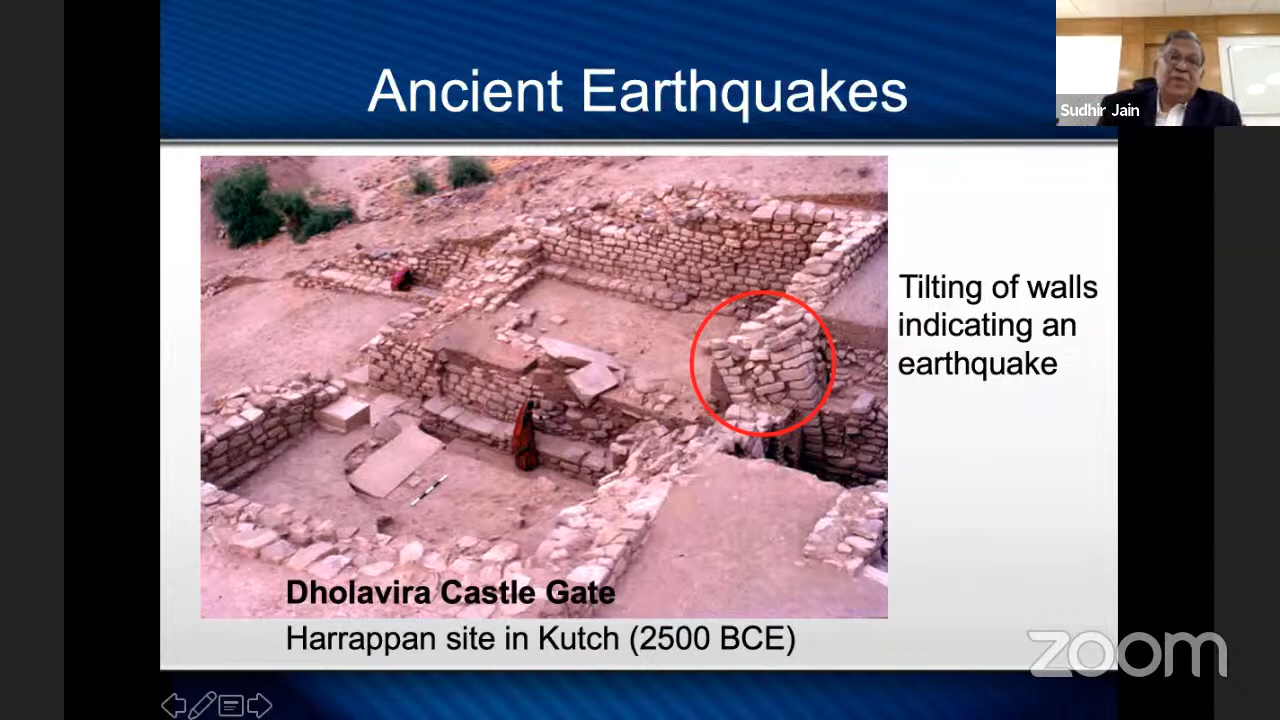 Ancient Earthquakes
Sudhir Jain
Tilting of walls
indicating an
earthquake
Dholavira Castle Gate
Harrappan site in Kutch (2500 BCE)
zoom